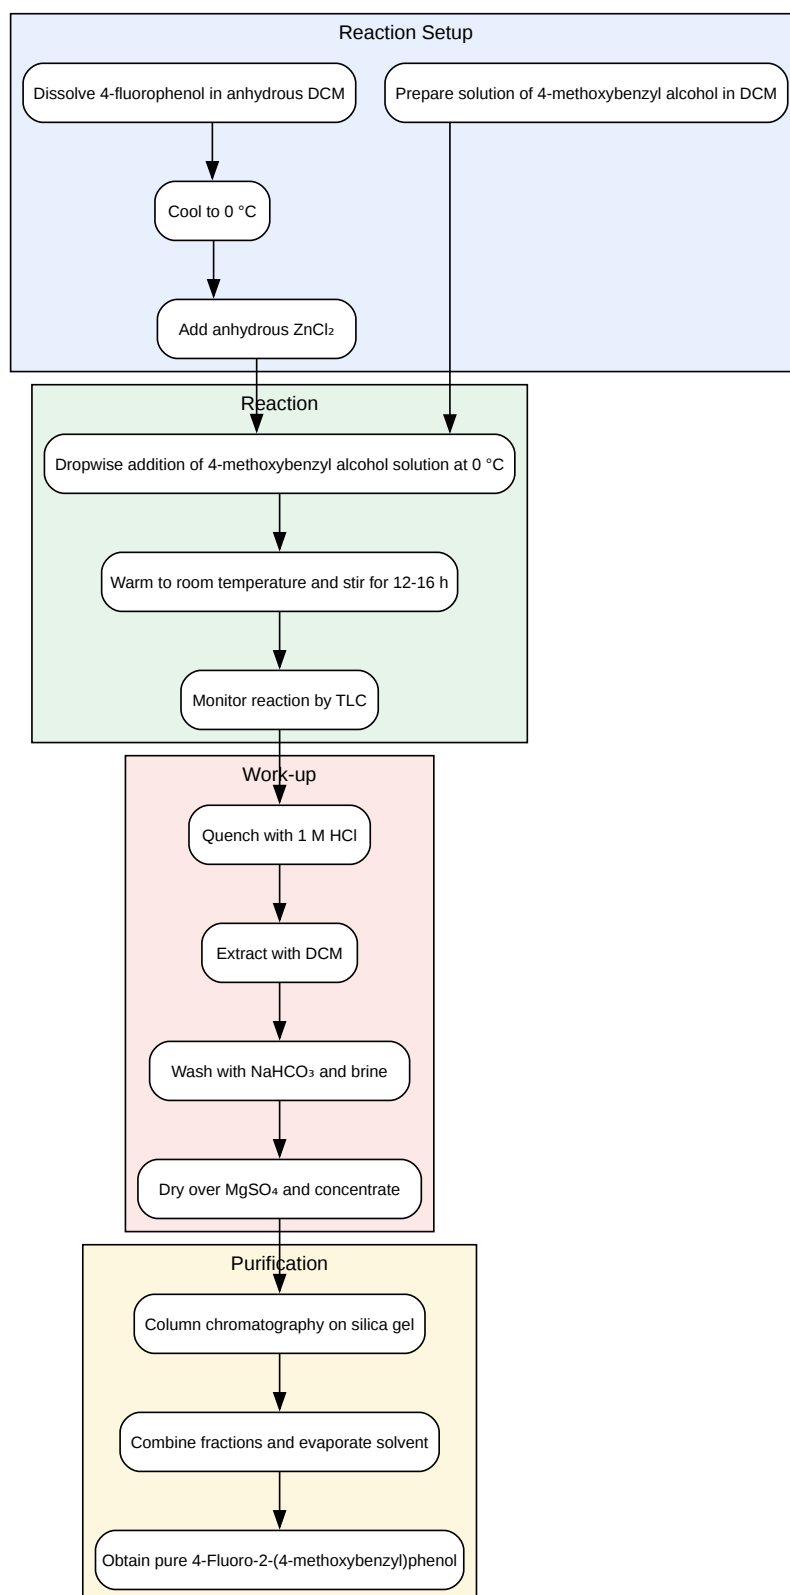 Reaction Setup
Dissolve 4-fluorophenol in anhydrous DCM
Prepare solution of 4-methoxybenzyl alcohol in DCM
Cool to 0 °C
Add anhydrous ZnCl₂
Reaction
Dropwise addition of 4-methoxybenzyl alcohol solution at 0 °C
Warm to room temperature and stir for 12-16 h
Monitor reaction by TLC
Work-up
Quench with 1 M HCl
Extract with DCM
Wash with NaHCO₃ and brine
Dry over MgSO₄ and concentrate
Purification
Column chromatography on silica gel
Combine fractions and evaporate solvent
Obtain pure 4-Fluoro-2-(4-methoxybenzyl)phenol